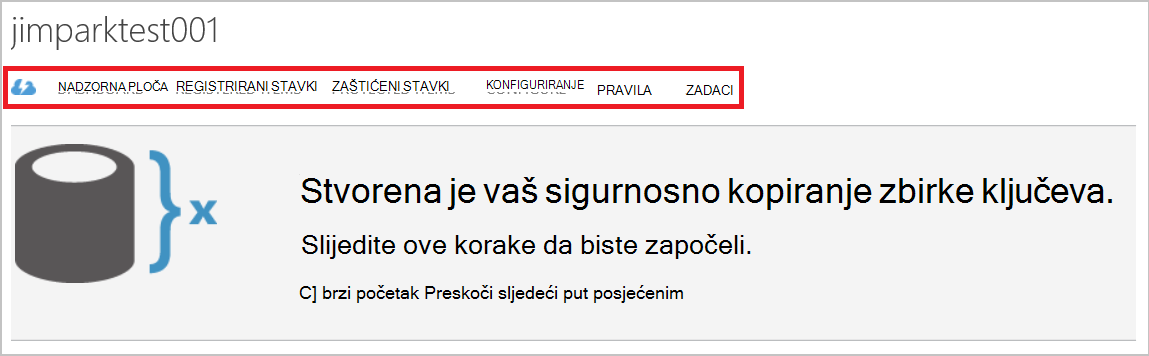 jimparktest001
NADZORNA PLOČA REGISTRIRANI STAVKI ZAŠTIĆENI STAVKI KONFIGURIRANJE PRAVILA ZADACI
x
Stvorena je vaš sigurnosno kopiranje zbirke ključeva.
Slijedite ove korake da biste započeli.
C] brzi početak Preskoči sljedeći put posjećenim